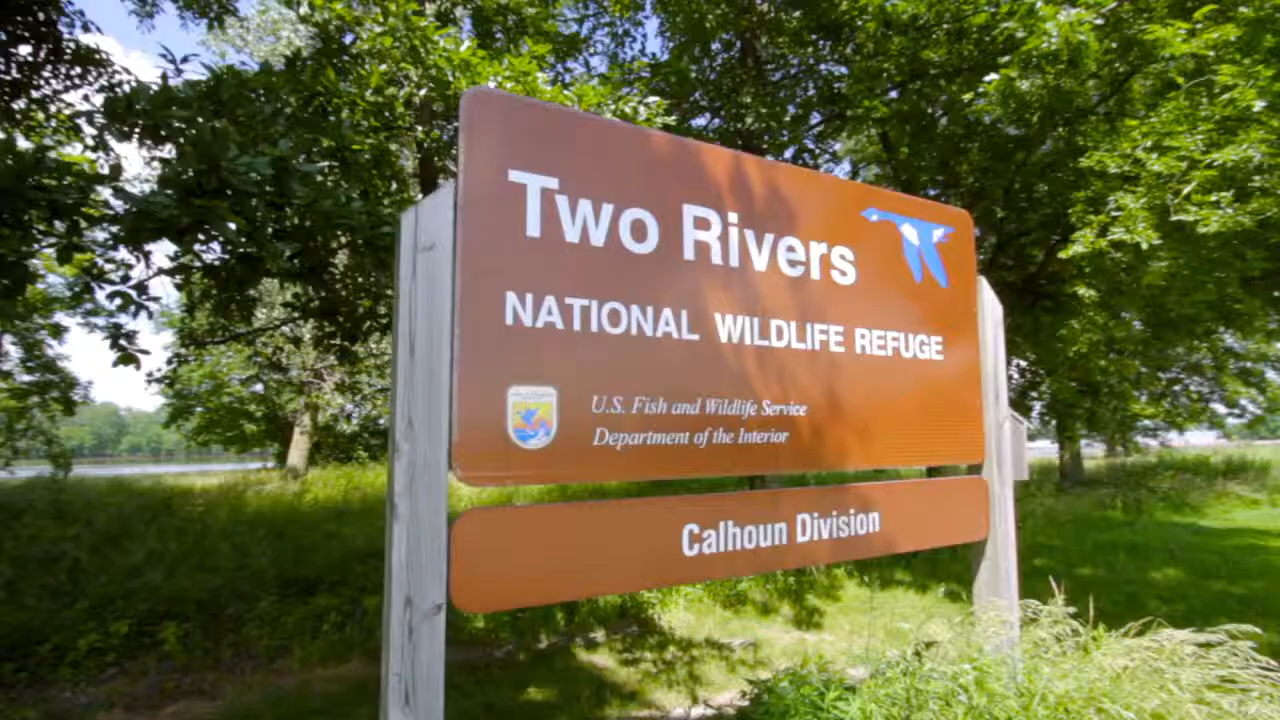 Two Rivers
NATIONAL WILDLIFE REFUGE
U.S. Fish and Wildlife Service
Department of the Interior
Calhoun Division